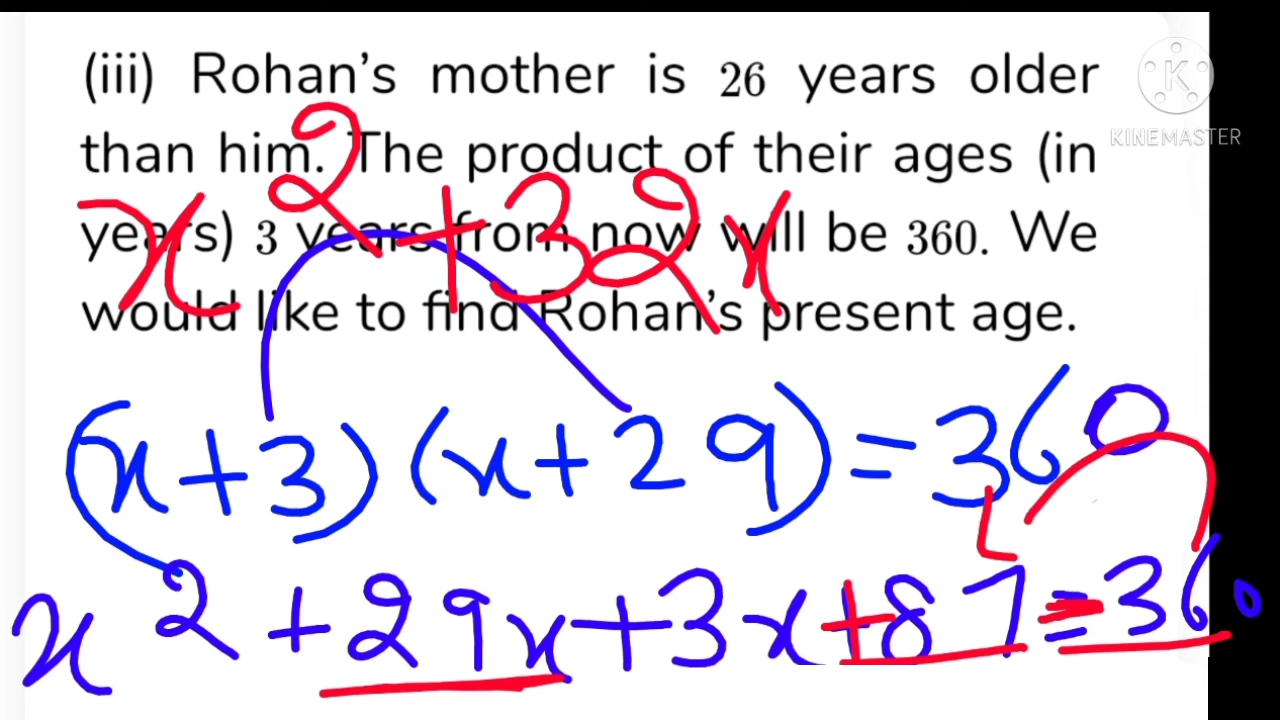 (iii) Rohan's mother is 26 years older
than him. The product of their ages (in
years) 3 years from now will be 360. We
would like to find Rohan's present age.
K
KINEMASTER
x² + 32x
(x+3)(x+29)=360
x² + 29x + 3x + 87 = 360